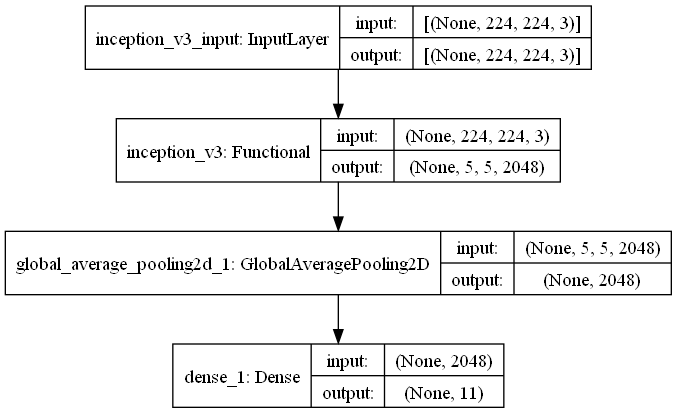 inception_v3_input: InputLayer
input: [(None, 224, 224, 3)]
output: [(None, 224, 224, 3)]
inception_v3: Functional
input: (None, 224, 224, 3)
output: (None, 5, 5, 2048)
global_average_pooling2d_1: GlobalAveragePooling2D
input: (None, 5, 5, 2048)
output: (None, 2048)
dense_1: Dense
input: (None, 2048)
output: (None, 11)